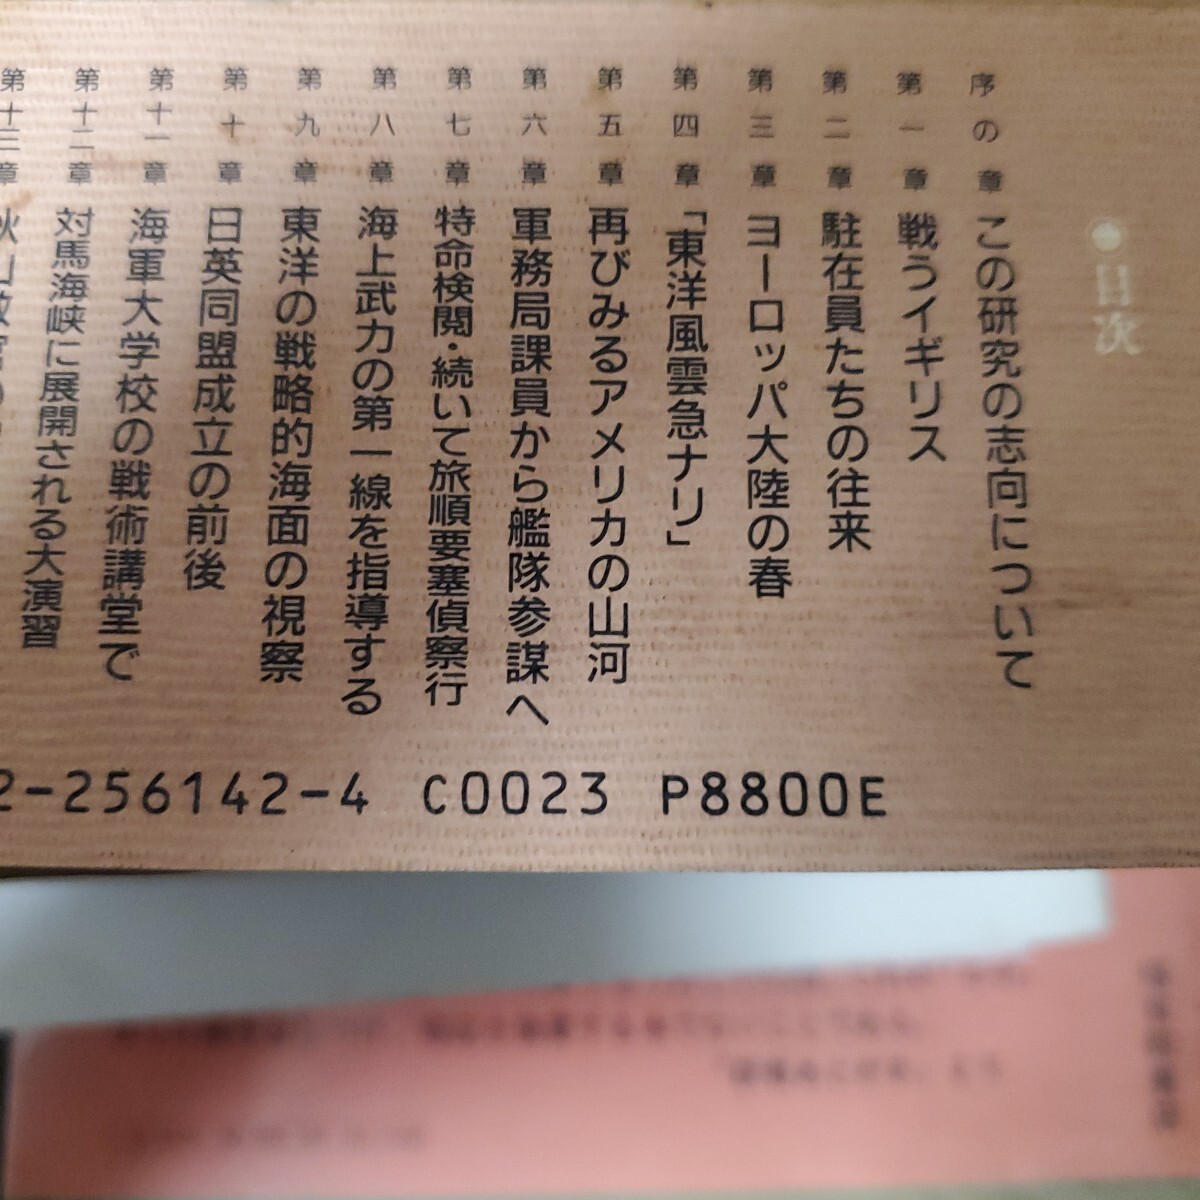 ●目次
序の章 この研究の志向について
第一章 戦うイギリス
第二章 駐在員たちの往来
第三章 ヨーロッパ大陸の春
第四章 「東洋風雲急ナリ」
第五章 再びみるアメリカの山河
第六章 軍務局課員から艦隊参謀へ
第七章 特命検閲・続いて旅順要塞偵察行
第八章 海上武力の第一線を指導する
第九章 東洋の戦略的海面の視察
第十章 日英同盟成立の前後
第十一章 海軍大学校の戦術講堂で
第十二章 対馬海峡に展開される大演習
第十三章
2-256142-4 C0023 P8800E